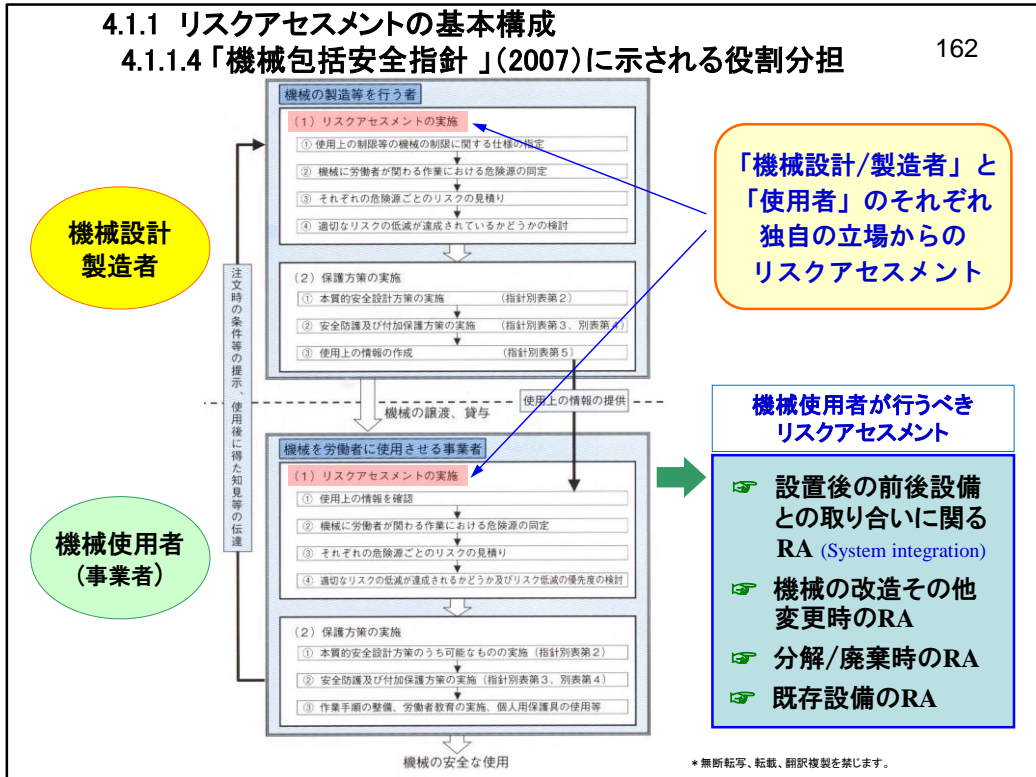 4.1.1 リスクアセスメントの基本構成
4.1.1.4「機械包括安全指針 」(2007)に示される役割分担
162
機械の製造等を行う者
(1) リスクアセスメントの実施
① 使用上の制限等の機械の制限に関する仕様の指定
② 機械に労働者が関わる作業における危険源の同定
③ それぞれの危険源ごとのリスクの見積り
④ 適切なリスクの低減が達成されているかどうかの検討
(2) 保護方策の実施
① 本質的安全設計方策の実施 (指針別表第2)
② 安全防護及び付加保護方策の実施 (指針別表第3、別表第4)
③ 使用上の情報の作成 (指針別表第5)
機械設計
製造者
注文時の条件等の提示、使用後に得た知見等の伝達
機械の譲渡、貸与
使用上の情報の提供
機械を労働者に使用させる事業者
(1) リスクアセスメントの実施
① 使用上の情報を確認
② 機械に労働者が関わる作業における危険源の同定
③ それぞれの危険源ごとのリスクの見積り
④ 適切なリスクの低減が達成されるかどうか及びリスク低減の優先度の検討
(2) 保護方策の実施
① 本質的安全設計方策のうち可能なものの実施 (指針別表第2)
② 安全防護及び付加保護方策の実施 (指針別表第3、別表第4)
③ 作業手順の整備、労働者教育の実施、個人用保護具の使用等
機械の安全な使用
機械使用者
(事業者)
「機械設計/製造者」と
「使用者」のそれぞれ
独自の立場からの
リスクアセスメント
機械使用者が行うべき
リスクアセスメント
☞ 設置後の前後設備
との取り合いに関る
RA (System integration)
☞ 機械の改造その他
変更時のRA
☞ 分解/廃棄時のRA
☞ 既存設備のRA
* 無断転写、転載、翻訳複製を禁じます。